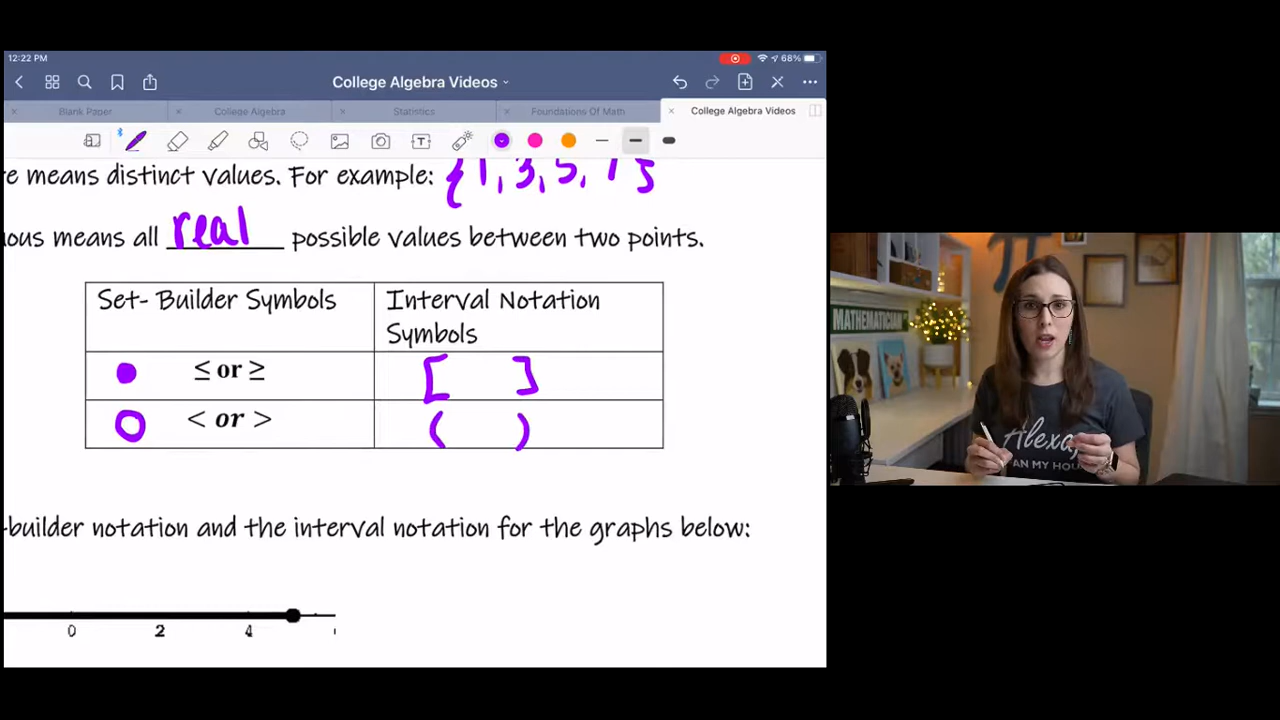 12:22 PM
68%
College Algebra Videos
Blank Paper
College Algebra
Statistics
Foundations Of Math
College Algebra Videos
re means distinct values. For example: {1, 3, 5, 7}
ous means all real possible values between two points.
Set- Builder Symbols
Interval Notation
Symbols
≤ or ≥
[ ]
< or >
( )
-builder notation and the interval notation for the graphs below:
0 2 4
MATHEMATICIAN
Alexa,
AN MY HOU